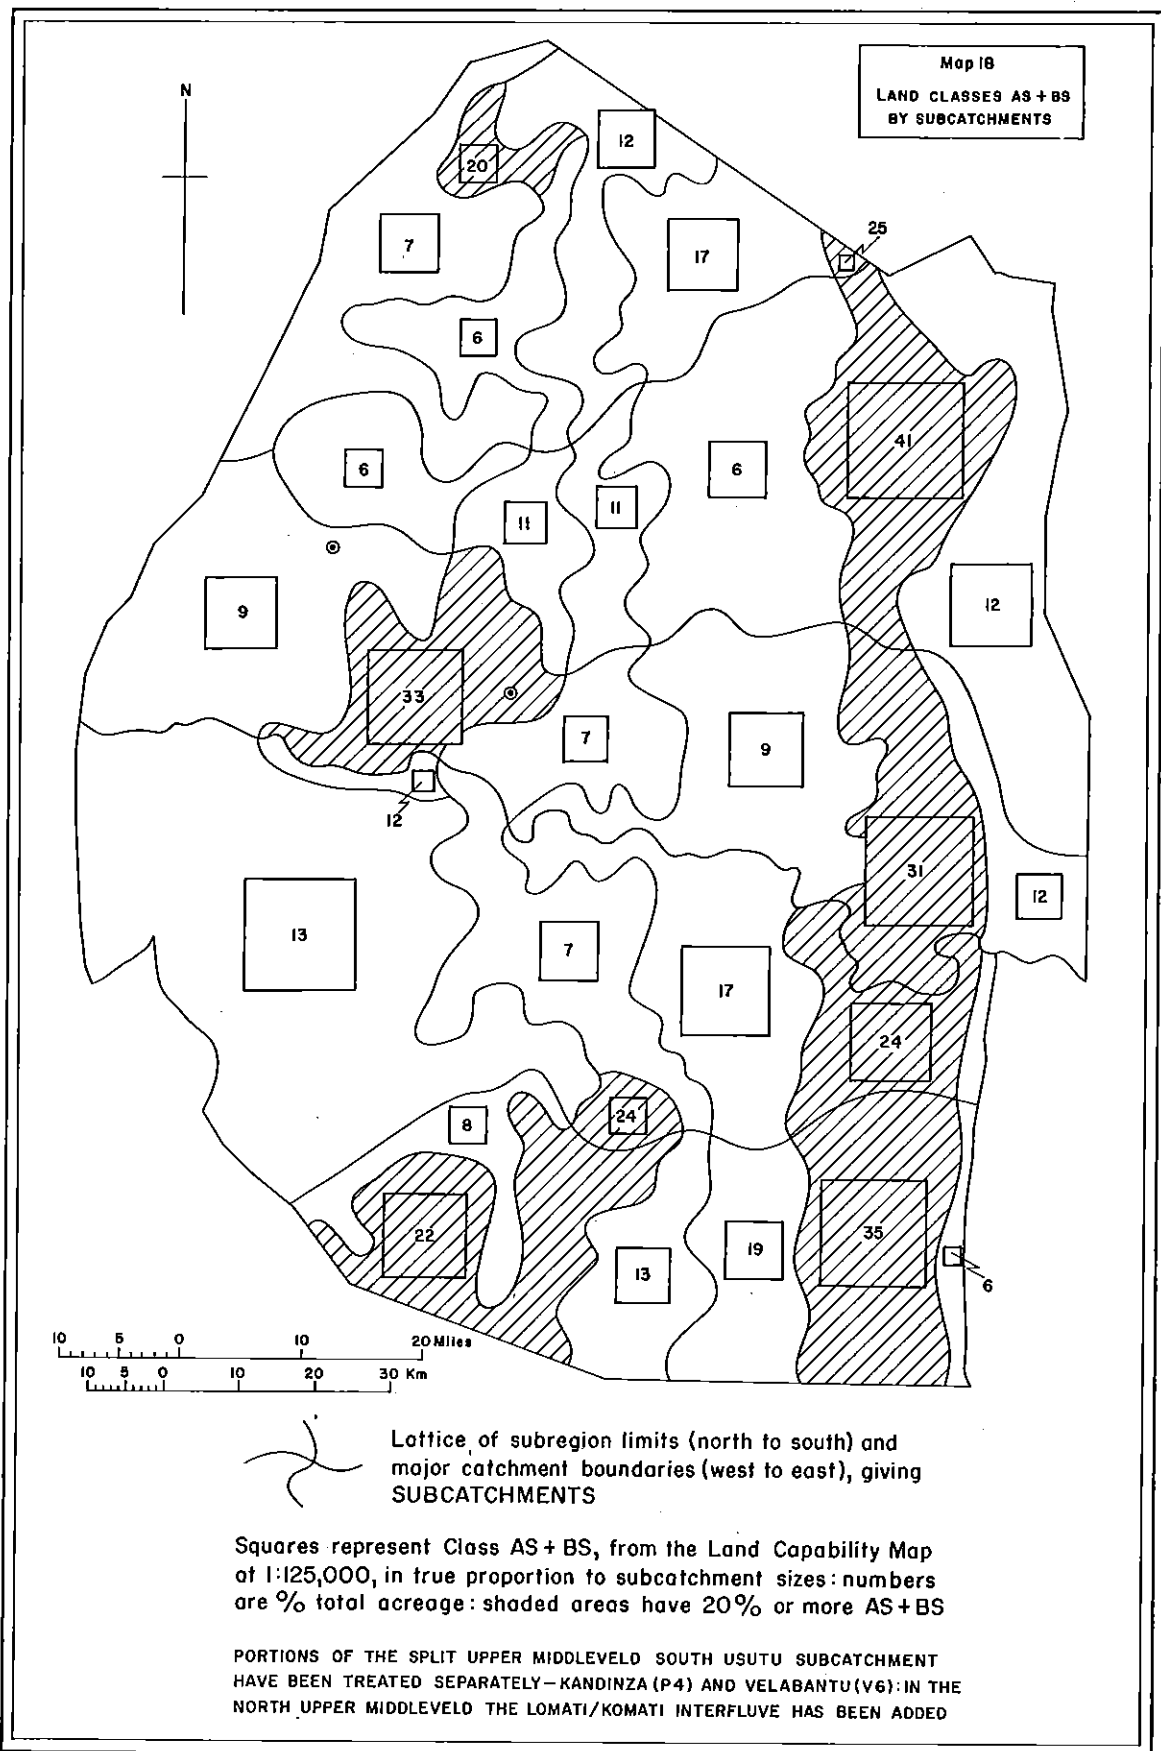 Map 18
LAND CLASSES AS + BS
BY SUBCATCHMENTS
N
12
20
7
17
25
6
41
6
6
11
11
9
12
33
7
9
12
31
12
13
7
17
24
24
8
22
35
19
13
6
10 5 0 10 20 Miles
10 5 0 10 20 30 Km
Lattice of subregion limits (north to south) and
major catchment boundaries (west to east), giving
SUBCATCHMENTS
Squares represent Class AS + BS, from the Land Capability Map
at 1:125,000, in true proportion to subcatchment sizes: numbers
are % total acreage: shaded areas have 20% or more AS + BS
PORTIONS OF THE SPLIT UPPER MIDDLEVELD SOUTH USUTU SUBCATCHMENT
HAVE BEEN TREATED SEPARATELY – KANDINZA (P4) AND VELABANTU (V6): IN THE
NORTH UPPER MIDDLEVELD THE LOMATI/KOMATI INTERFLUVE HAS BEEN ADDED